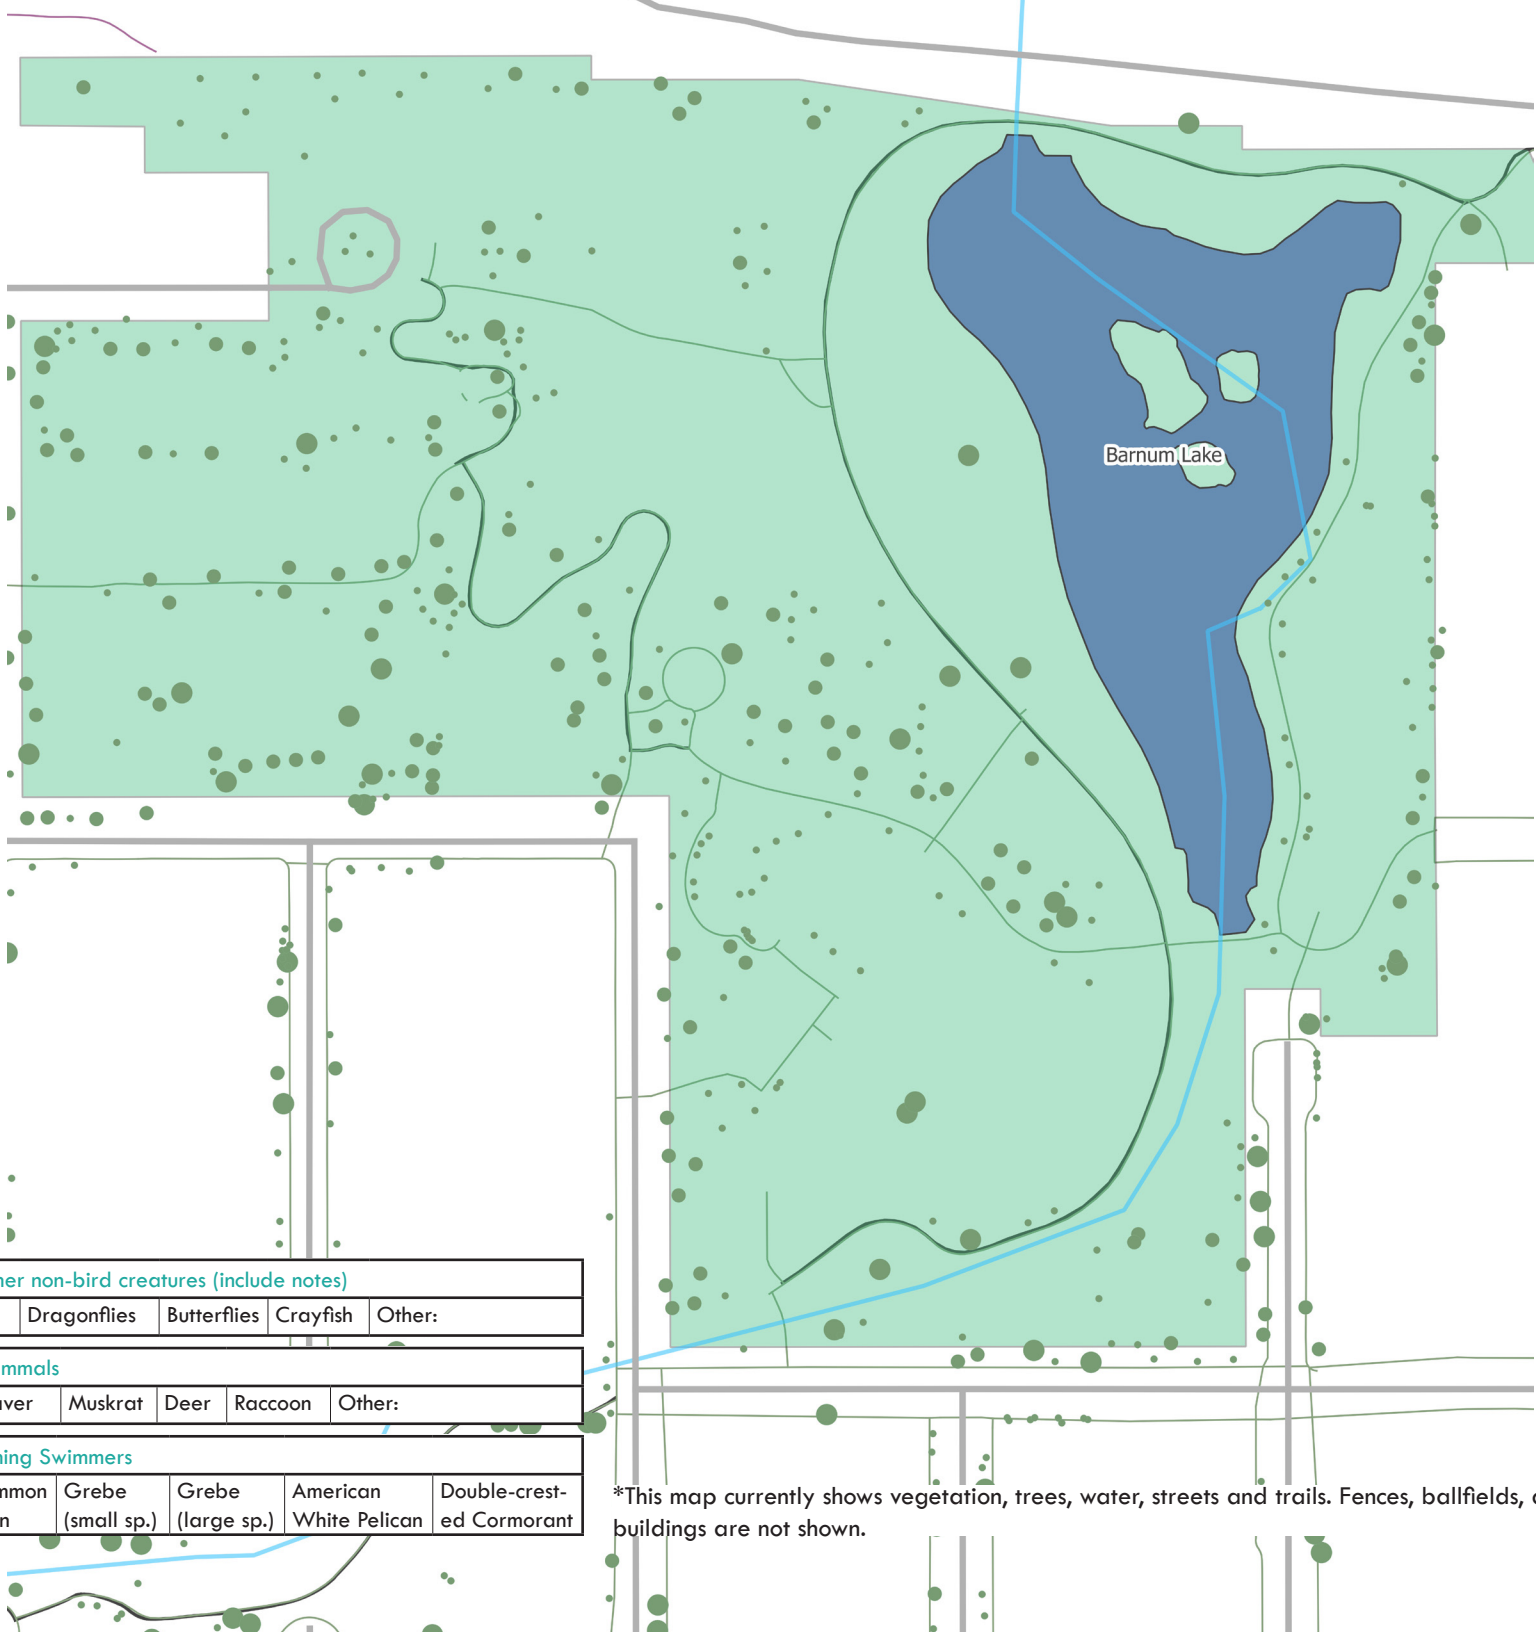 Barnum Lake
her non-bird creatures (include notes)
Dragonflies Butterflies Crayfish Other:
mmals
ver Muskrat Deer Raccoon Other:
ing Swimmers
mmon Grebe Grebe American Double-crest-
n (small sp.) (large sp.) White Pelican ed Cormorant
*This map currently shows vegetation, trees, water, streets and trails. Fences, ballfields,
buildings are not shown.